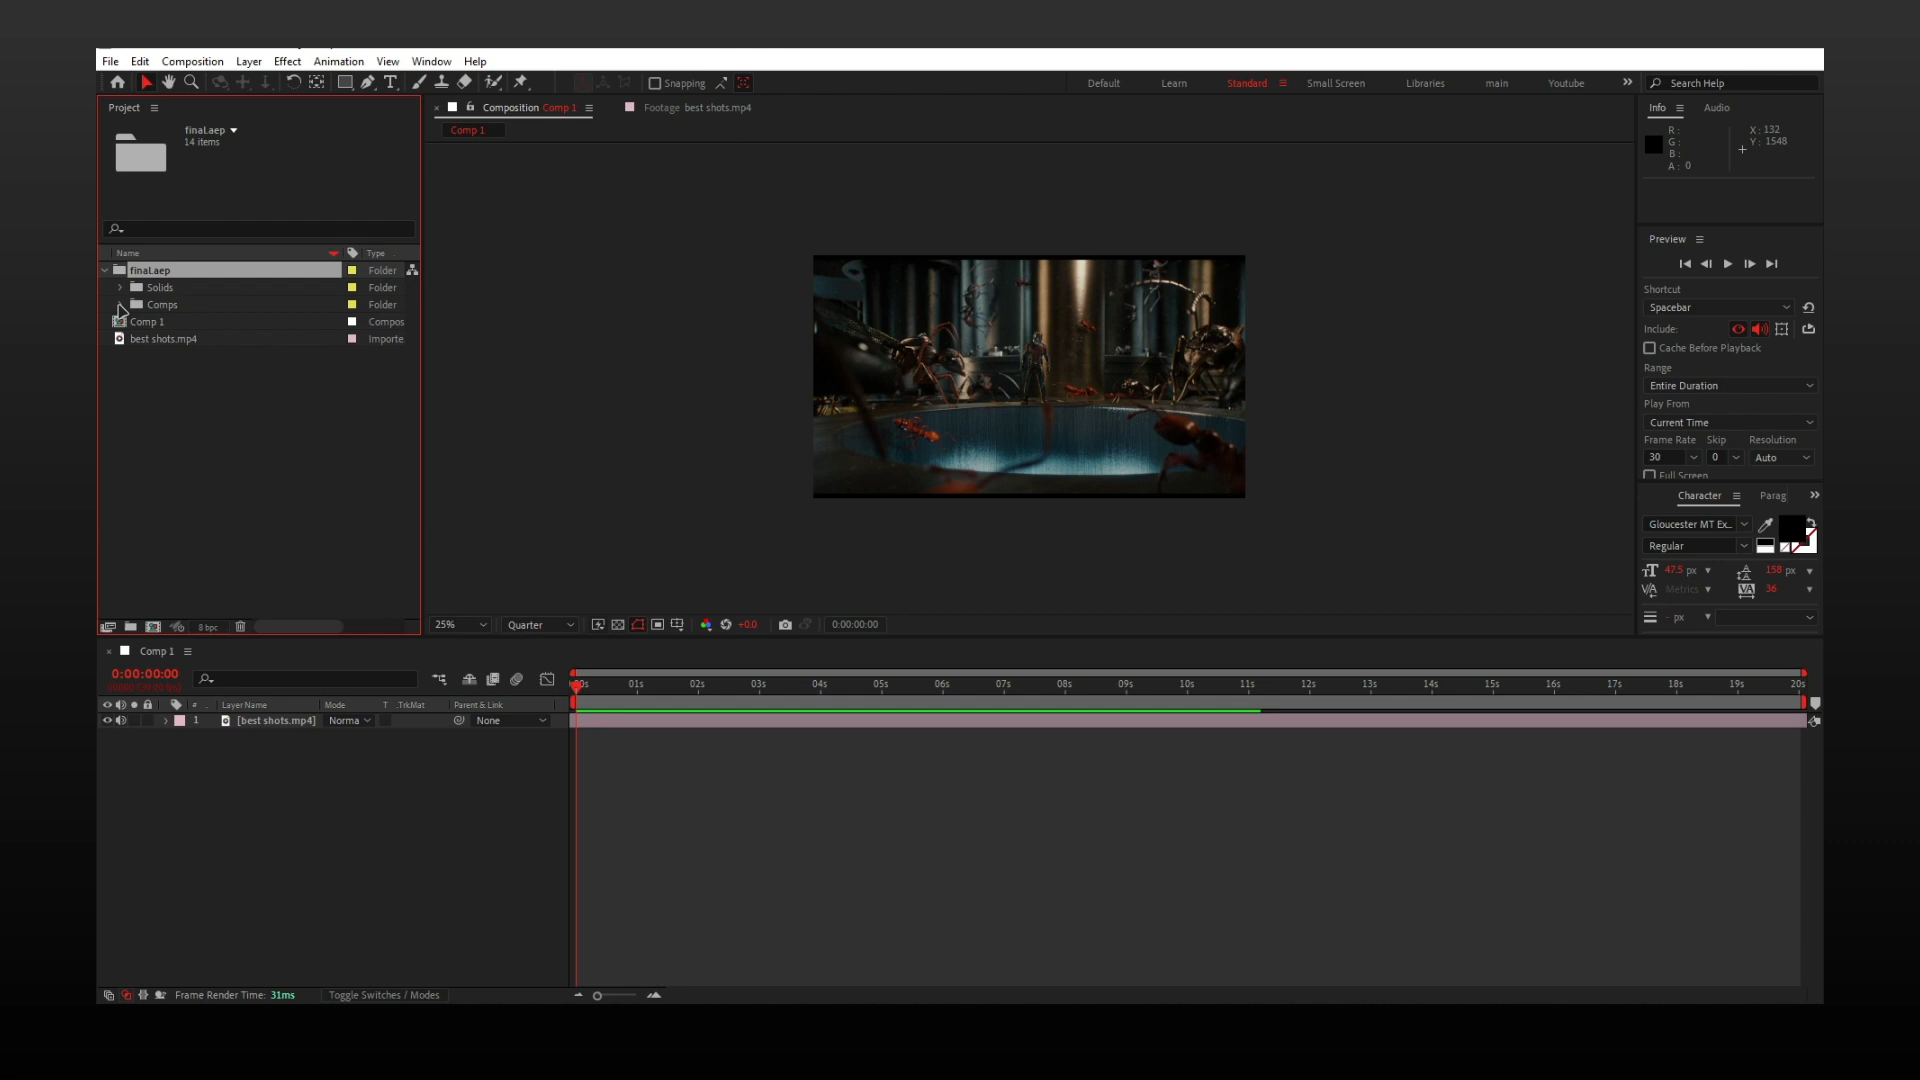 File Edit Composition Layer Effect Animation View Window Help
Snapping Default Learn Standard Small Screen Libraries main Youtube Search Help
Project
final.aep
14 items
Name Type
final.aep Folder
Solids Folder
Comps Folder
Comp 1 Compos
best shots.mp4 Importe
8 bpc
Composition Comp 1 Footage best shots.mp4
Comp 1
25% Quarter +0.0 0:00:00:00
Info Audio
R: X: 132
G: Y: 1548
B:
A: 0
Preview
Shortcut
Spacebar
Include:
Cache Before Playback
Range
Entire Duration
Play From
Current Time
Frame Rate Skip Resolution
30 0 Auto
Full Screen
Character Parag
Gloucester MT Ex...
Regular
47.5 px 158 px
Metrics 36
- px
Comp 1
0:00:00:00
01s 02s 03s 04s 05s 06s 07s 08s 09s 10s 11s 12s 13s 14s 15s 16s 17s 18s 19s 20s
# Layer Name Mode T .TrkMat Parent & Link
1 [best shots.mp4] Norma None
Frame Render Time: 31ms Toggle Switches / Modes